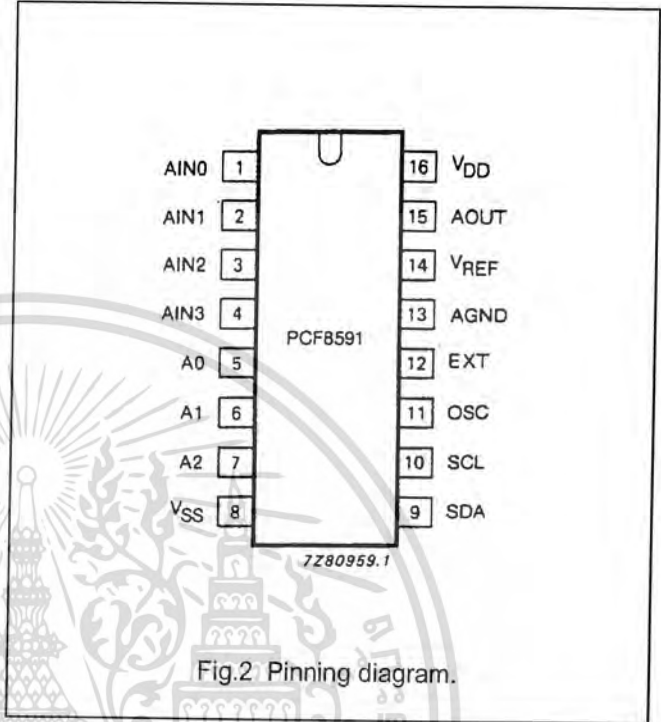 AIN0 1 16 VDD
AIN1 2 15 AOUT
AIN2 3 14 VREF
AIN3 4 13 AGND
PCF8591
A0 5 12 EXT
A1 6 11 OSC
A2 7 10 SCL
VSS 8 9 SDA
7Z80959.1
Fig.2 Pinning diagram.